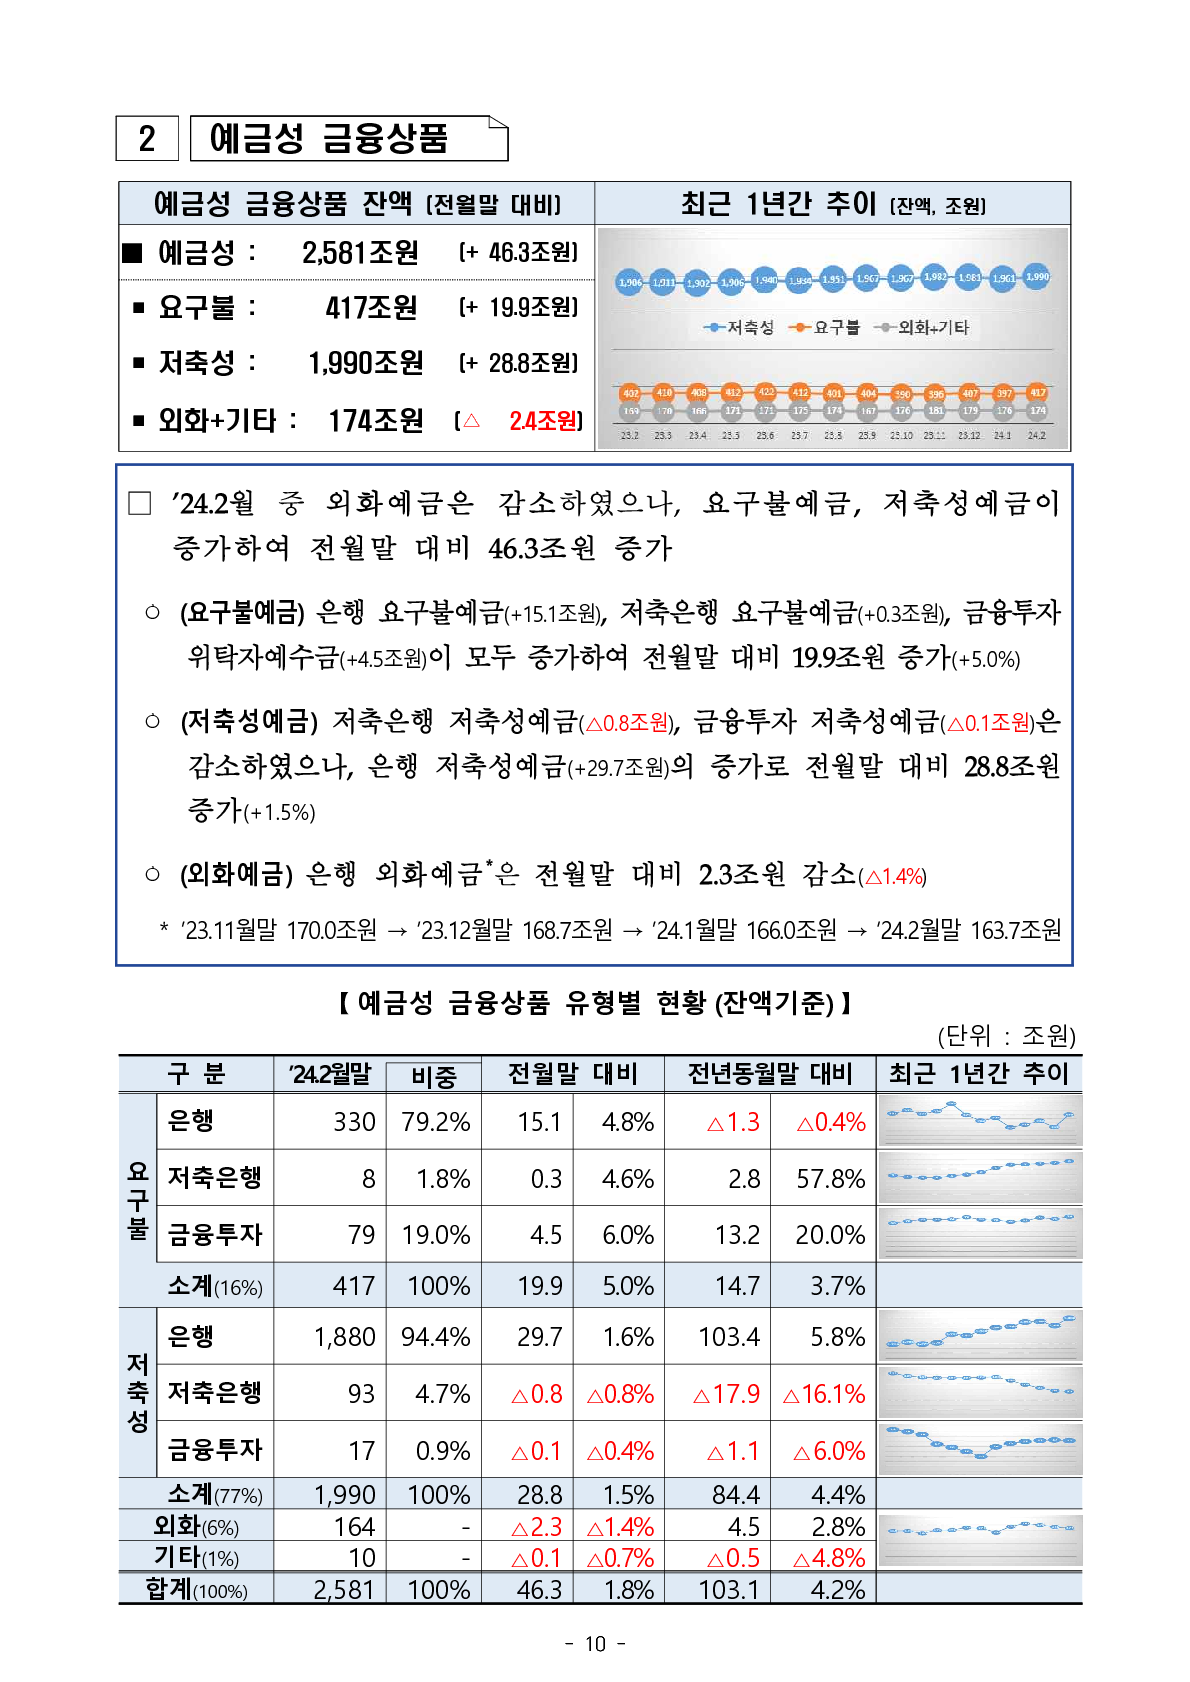 2 예금성 금융상품
예금성 금융상품 잔액 (전월말 대비) 최근 1년간 추이 (잔액, 조원)
■ 예금성 : 2,581조원 (+ 46.3조원)
▪ 요구불 : 417조원 (+ 19.9조원)
▪ 저축성 : 1,990조원 (+ 28.8조원)
▪ 외화+기타 : 174조원 (△ 2.4조원)
1,906 1,911 1,902 1,906 1,940 1,934 1,951 1,967 1,967 1,982 1,981 1,961 1,990
저축성 요구불 외화+기타
402 410 408 412 422 412 401 404 390 396 407 397 417
169 170 166 171 171 175 174 167 176 181 179 176 174
23.2 23.3 23.4 23.5 23.6 23.7 23.8 23.9 23.10 23.11 23.12 24.1 24.2
□ ’24.2월 중 외화예금은 감소하였으나, 요구불예금, 저축성예금이
증가하여 전월말 대비 46.3조원 증가
○ (요구불예금) 은행 요구불예금(+15.1조원), 저축은행 요구불예금(+0.3조원), 금융투자
위탁자예수금(+4.5조원)이 모두 증가하여 전월말 대비 19.9조원 증가(+5.0%)
○ (저축성예금) 저축은행 저축성예금(△0.8조원), 금융투자 저축성예금(△0.1조원)은
감소하였으나, 은행 저축성예금(+29.7조원)의 증가로 전월말 대비 28.8조원
증가(+1.5%)
○ (외화예금) 은행 외화예금*은 전월말 대비 2.3조원 감소(△1.4%)
* ’23.11월말 170.0조원 → ’23.12월말 168.7조원 → ’24.1월말 166.0조원 → ’24.2월말 163.7조원
【 예금성 금융상품 유형별 현황 (잔액기준) 】
(단위 : 조원)
구 분 ’24.2월말 비중 전월말 대비 전년동월말 대비 최근 1년간 추이
요구불
은행 330 79.2% 15.1 4.8% △1.3 △0.4%
저축은행 8 1.8% 0.3 4.6% 2.8 57.8%
금융투자 79 19.0% 4.5 6.0% 13.2 20.0%
소계(16%) 417 100% 19.9 5.0% 14.7 3.7%
저축성
은행 1,880 94.4% 29.7 1.6% 103.4 5.8%
저축은행 93 4.7% △0.8 △0.8% △17.9 △16.1%
금융투자 17 0.9% △0.1 △0.4% △1.1 △6.0%
소계(77%) 1,990 100% 28.8 1.5% 84.4 4.4%
외화(6%) 164 - △2.3 △1.4% 4.5 2.8%
기타(1%) 10 - △0.1 △0.7% △0.5 △4.8%
합계(100%) 2,581 100% 46.3 1.8% 103.1 4.2%
- 10 -